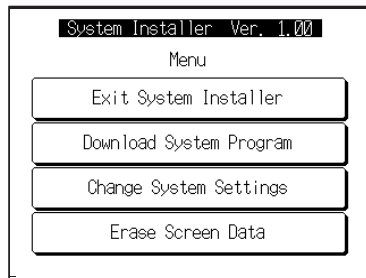 System Installer Ver. 1.00
Menu
Exit System Installer
Download System Program
Change System Settings
Erase Screen Data